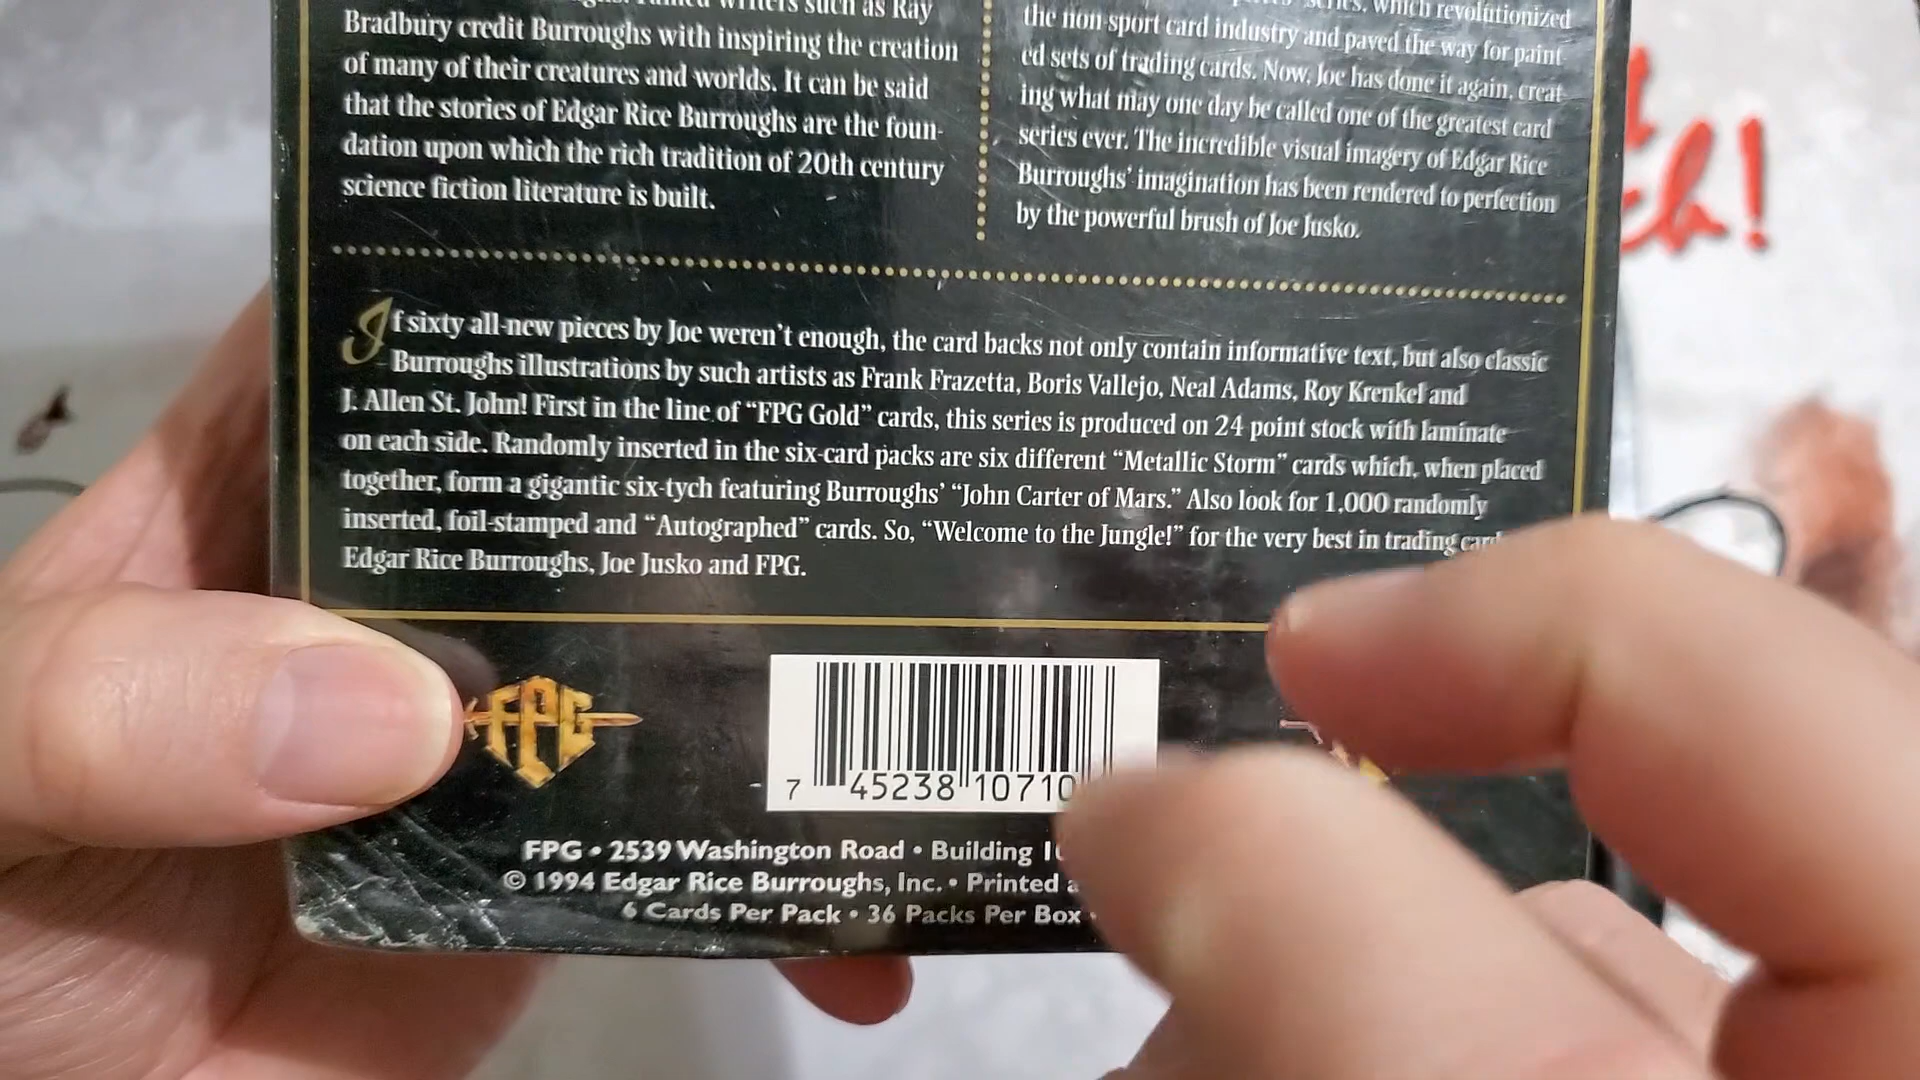 writers such as Ray
Bradbury credit Burroughs with inspiring the creation
of many of their creatures and worlds. It can be said
that the stories of Edgar Rice Burroughs are the foun-
dation upon which the rich tradition of 20th century
science fiction literature is built.
series, which revolutionized
the non-sport card industry and paved the way for paint-
ed sets of trading cards. Now, Joe has done it again, creat-
ing what may one day be called one of the greatest card
series ever. The incredible visual imagery of Edgar Rice
Burroughs' imagination has been rendered to perfection
by the powerful brush of Joe Jusko.
If sixty all-new pieces by Joe weren't enough, the card backs not only contain informative text, but also classic
Burroughs illustrations by such artists as Frank Frazetta, Boris Vallejo, Neal Adams, Roy Krenkel and
J. Allen St. John! First in the line of "FPG Gold" cards, this series is produced on 24 point stock with laminate
on each side. Randomly inserted in the six-card packs are six different "Metallic Storm" cards which, when placed
together, form a gigantic six-tych featuring Burroughs' "John Carter of Mars." Also look for 1,000 randomly
inserted, foil-stamped and "Autographed" cards. So, "Welcome to the Jungle!" for the very best in trading
Edgar Rice Burroughs, Joe Jusko and FPG.
FPG
7 45238 10710
FPG • 2539 Washington Road • Building
© 1994 Edgar Rice Burroughs, Inc. • Printed
6 Cards Per Pack • 36 Packs Per Box •